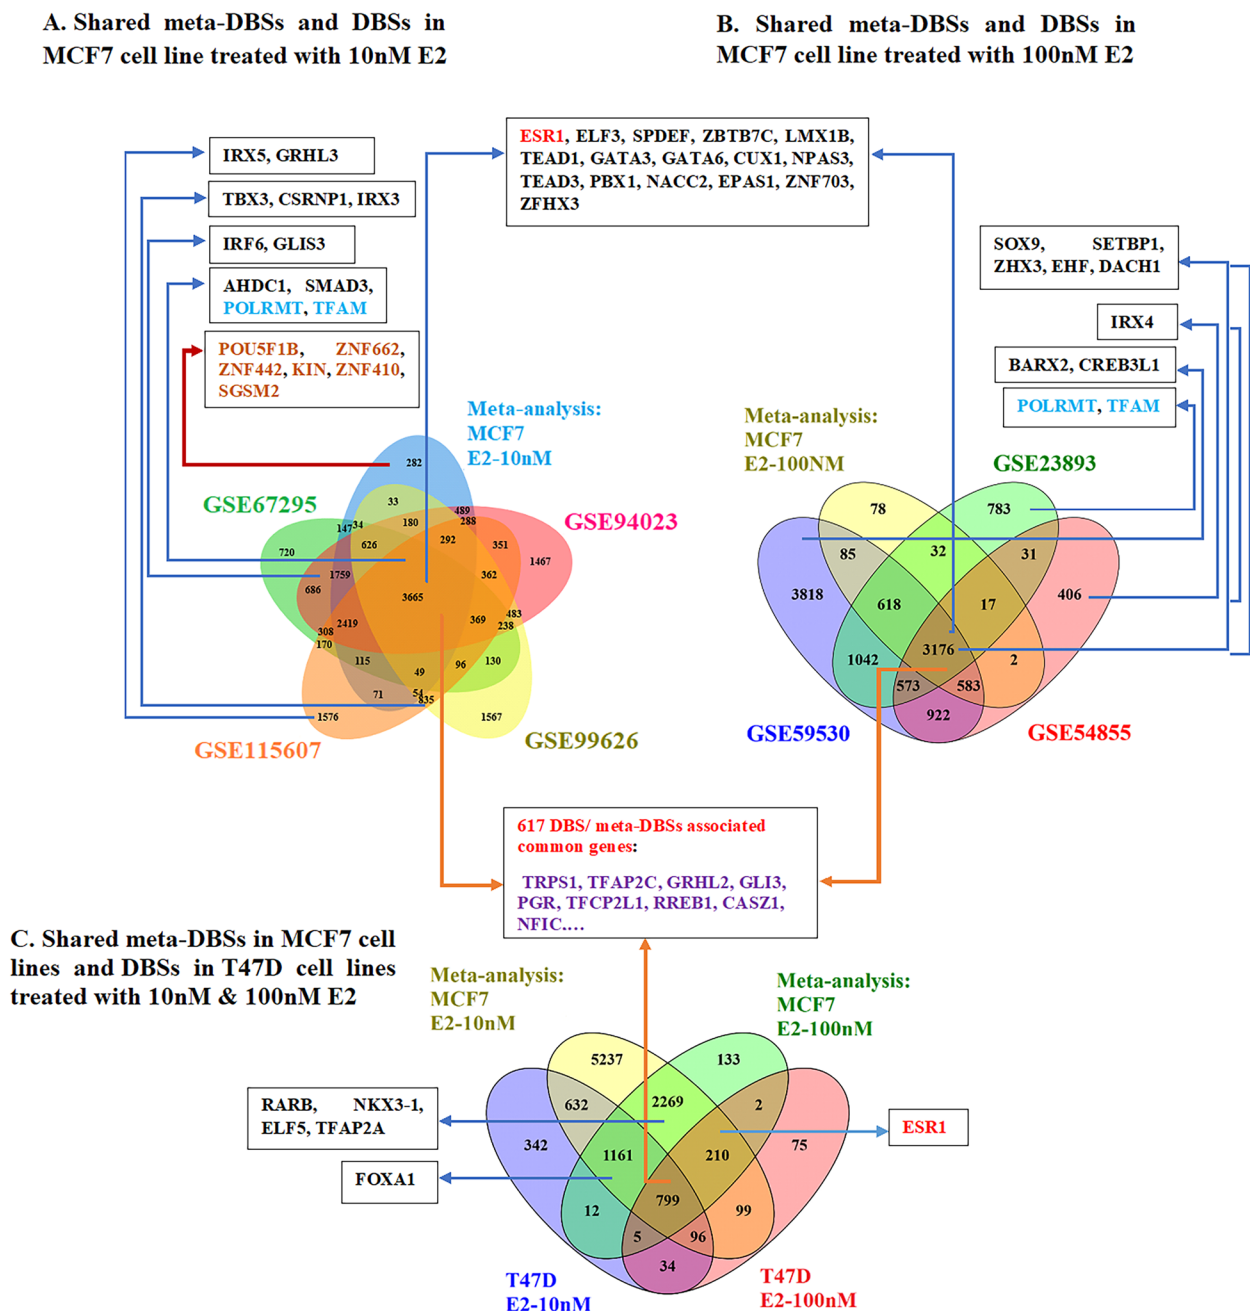 A. Shared meta-DBSs and DBSs in
MCF7 cell line treated with 10nM E2
B. Shared meta-DBSs and DBSs in
MCF7 cell line treated with 100nM E2
IRX5, GRHL3
TBX3, CSRNP1, IRX3
IRF6, GLIS3
AHDC1, SMAD3,
POLRMT, TFAM
POU5F1B, ZNF662,
ZNF442, KIN, ZNF410,
SGSM2
ESR1, ELF3, SPDEF, ZBTB7C, LMX1B,
TEAD1, GATA3, GATA6, CUX1, NPAS3,
TEAD3, PBX1, NACC2, EPAS1, ZNF703,
ZFHX3
SOX9, SETBP1,
ZHX3, EHF, DACH1
IRX4
BARX2, CREB3L1
POLRMT, TFAM
Meta-analysis:
MCF7
E2-10nM
GSE67295
GSE94023
GSE115607
GSE99626
282
33
489
288
147
34
180
720
626
292
351
1467
1759
362
686
3665
2419
369
483
238
308
170
115
96
130
49
71
54
835
1576
1567
Meta-analysis:
MCF7
E2-100NM
GSE23893
GSE59530
GSE54855
78
783
85
32
31
3818
618
17
406
1042
3176
2
573
583
922
617 DBS/ meta-DBSs associated
common genes:
TRPS1, TFAP2C, GRHL2, GLI3,
PGR, TFCP2L1, RREB1, CASZ1,
NFIC....
C. Shared meta-DBSs in MCF7 cell
lines and DBSs in T47D cell lines
treated with 10nM & 100nM E2
Meta-analysis:
MCF7
E2-10nM
Meta-analysis:
MCF7
E2-100nM
RARB, NKX3-1,
ELF5, TFAP2A
FOXA1
ESR1
5237
133
632
2269
2
342
1161
210
75
12
799
99
5
96
34
T47D
E2-10nM
T47D
E2-100nM